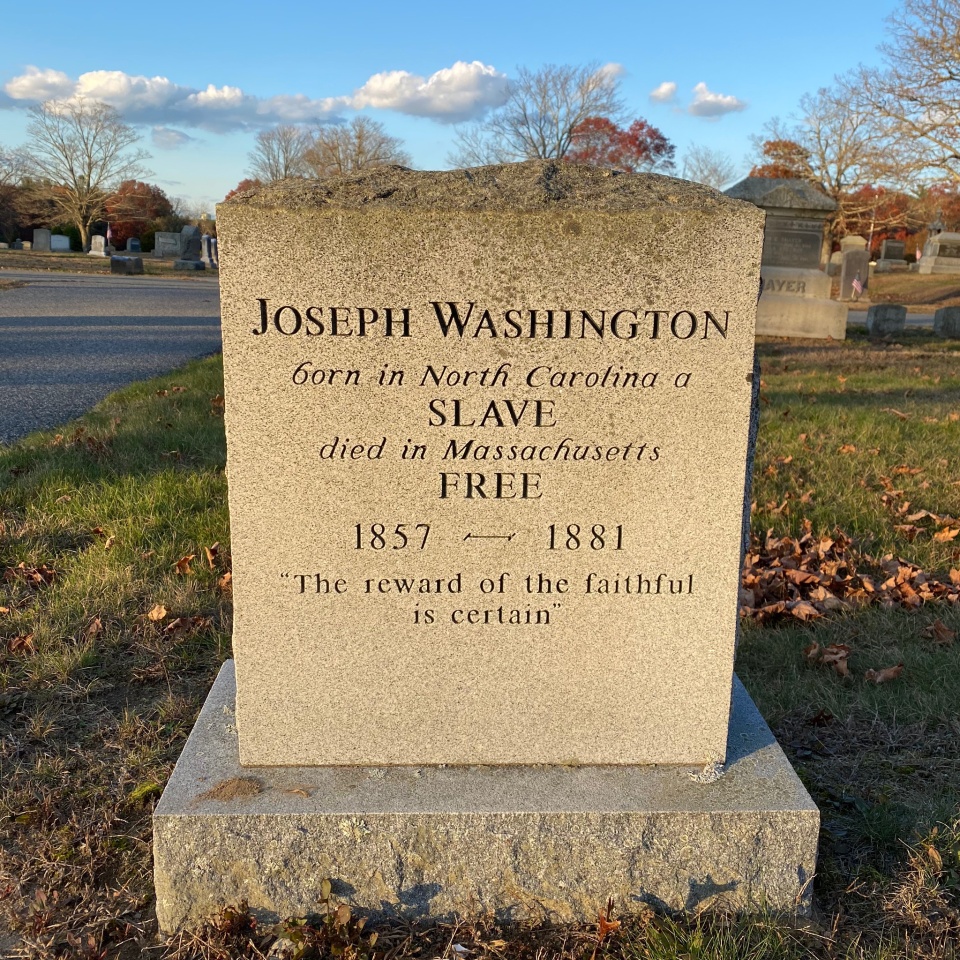 JOSEPH WASHINGTON
born in North Carolina a
SLAVE
died in Massachusetts
FREE
1857 — 1881
"The reward of the faithful
is certain"
AYER